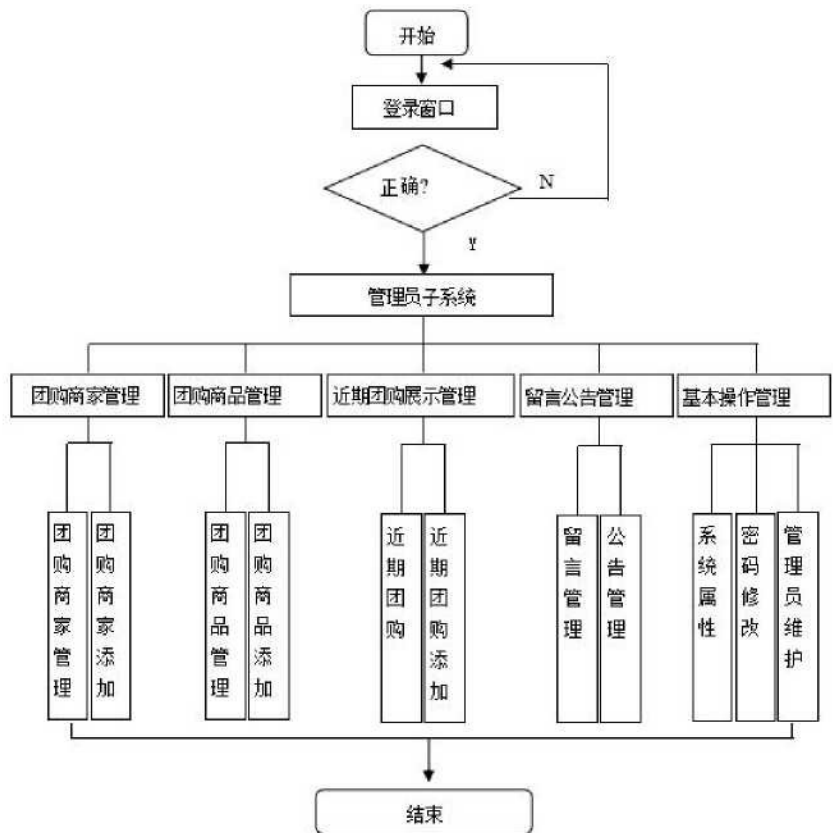 开始
登录窗口
正确?
N
Y
管理员子系统
团购商家管理
团购商品管理
近期团购展示管理
留言公告管理
基本操作管理
团购商家管理
团购商家添加
团购商品管理
团购商品添加
近期团购
近期团购添加
留言管理
公告管理
系统属性
密码修改
管理员维护
结束